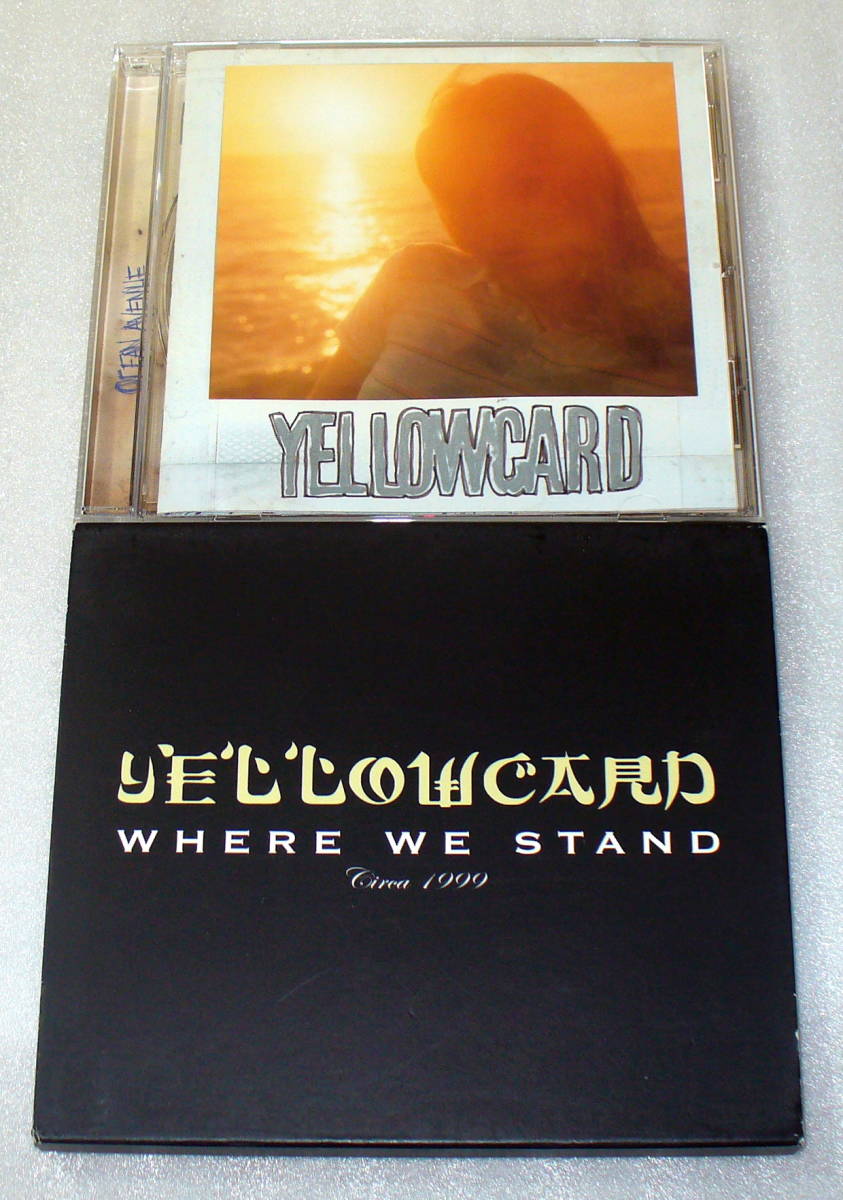 OCEAN AVENUE
YELLOWCARD
YELLOWCARD
WHERE WE STAND
Circa 1999